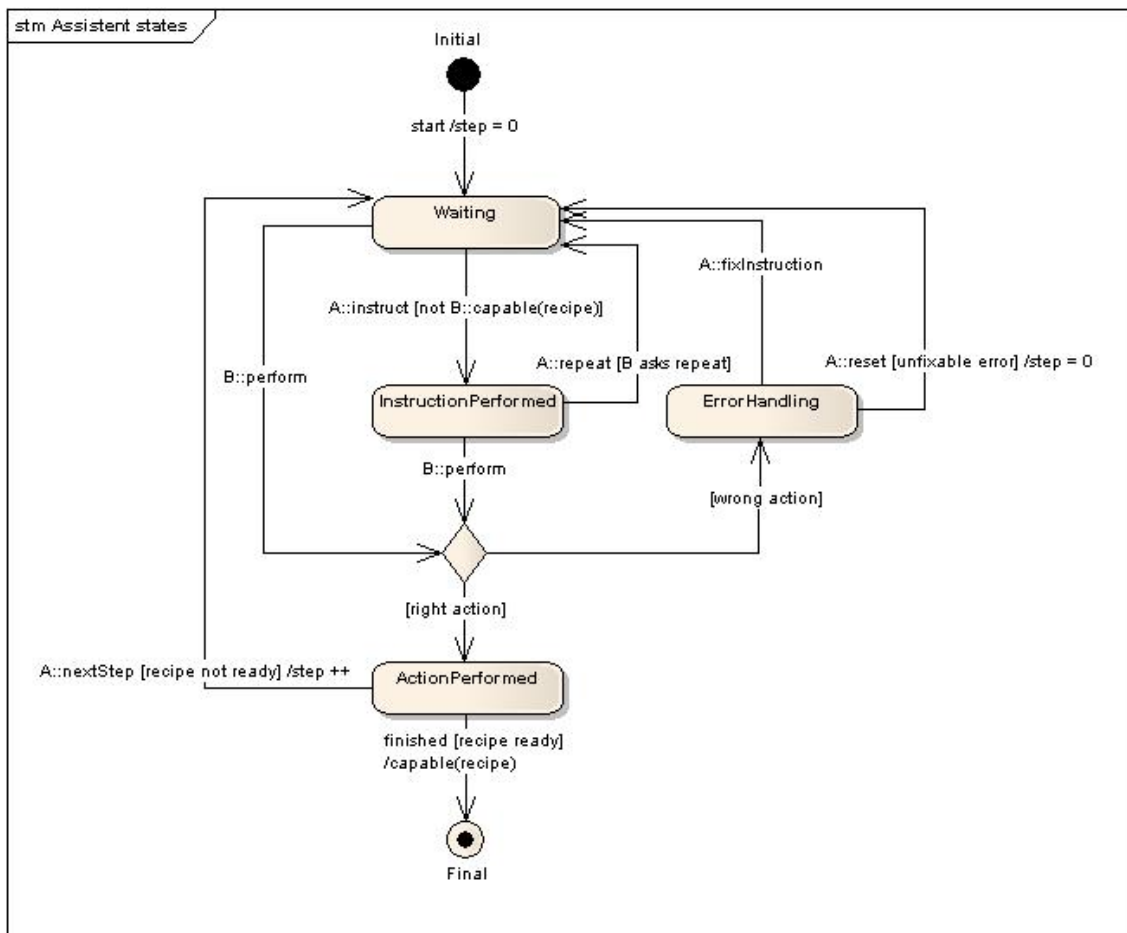 stm Assistent states
Initial
start /step = 0
Waiting
A::fixInstruction
A::instruct [not B::capable(recipe)]
A::repeat [B asks repeat]
A::reset [unfixable error] /step = 0
B::perform
InstructionPerformed
ErrorHandling
B::perform
[wrong action]
[right action]
A::nextStep [recipe not ready] /step ++
ActionPerformed
finished [recipe ready]
/capable(recipe)
Final